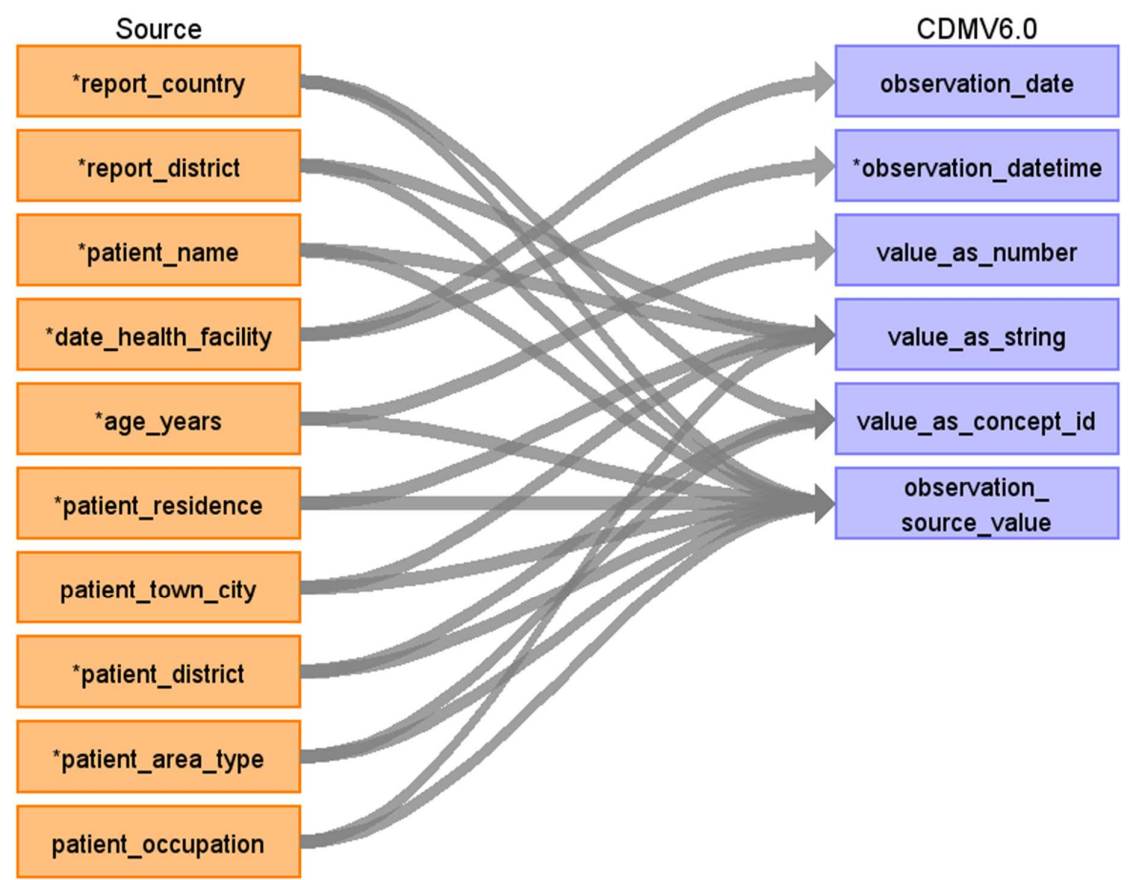 Source
*report_country
*report_district
*patient_name
*date_health_facility
*age_years
*patient_residence
patient_town_city
*patient_district
*patient_area_type
patient_occupation
CDMV6.0
observation_date
*observation_datetime
value_as_number
value_as_string
value_as_concept_id
observation_
source_value